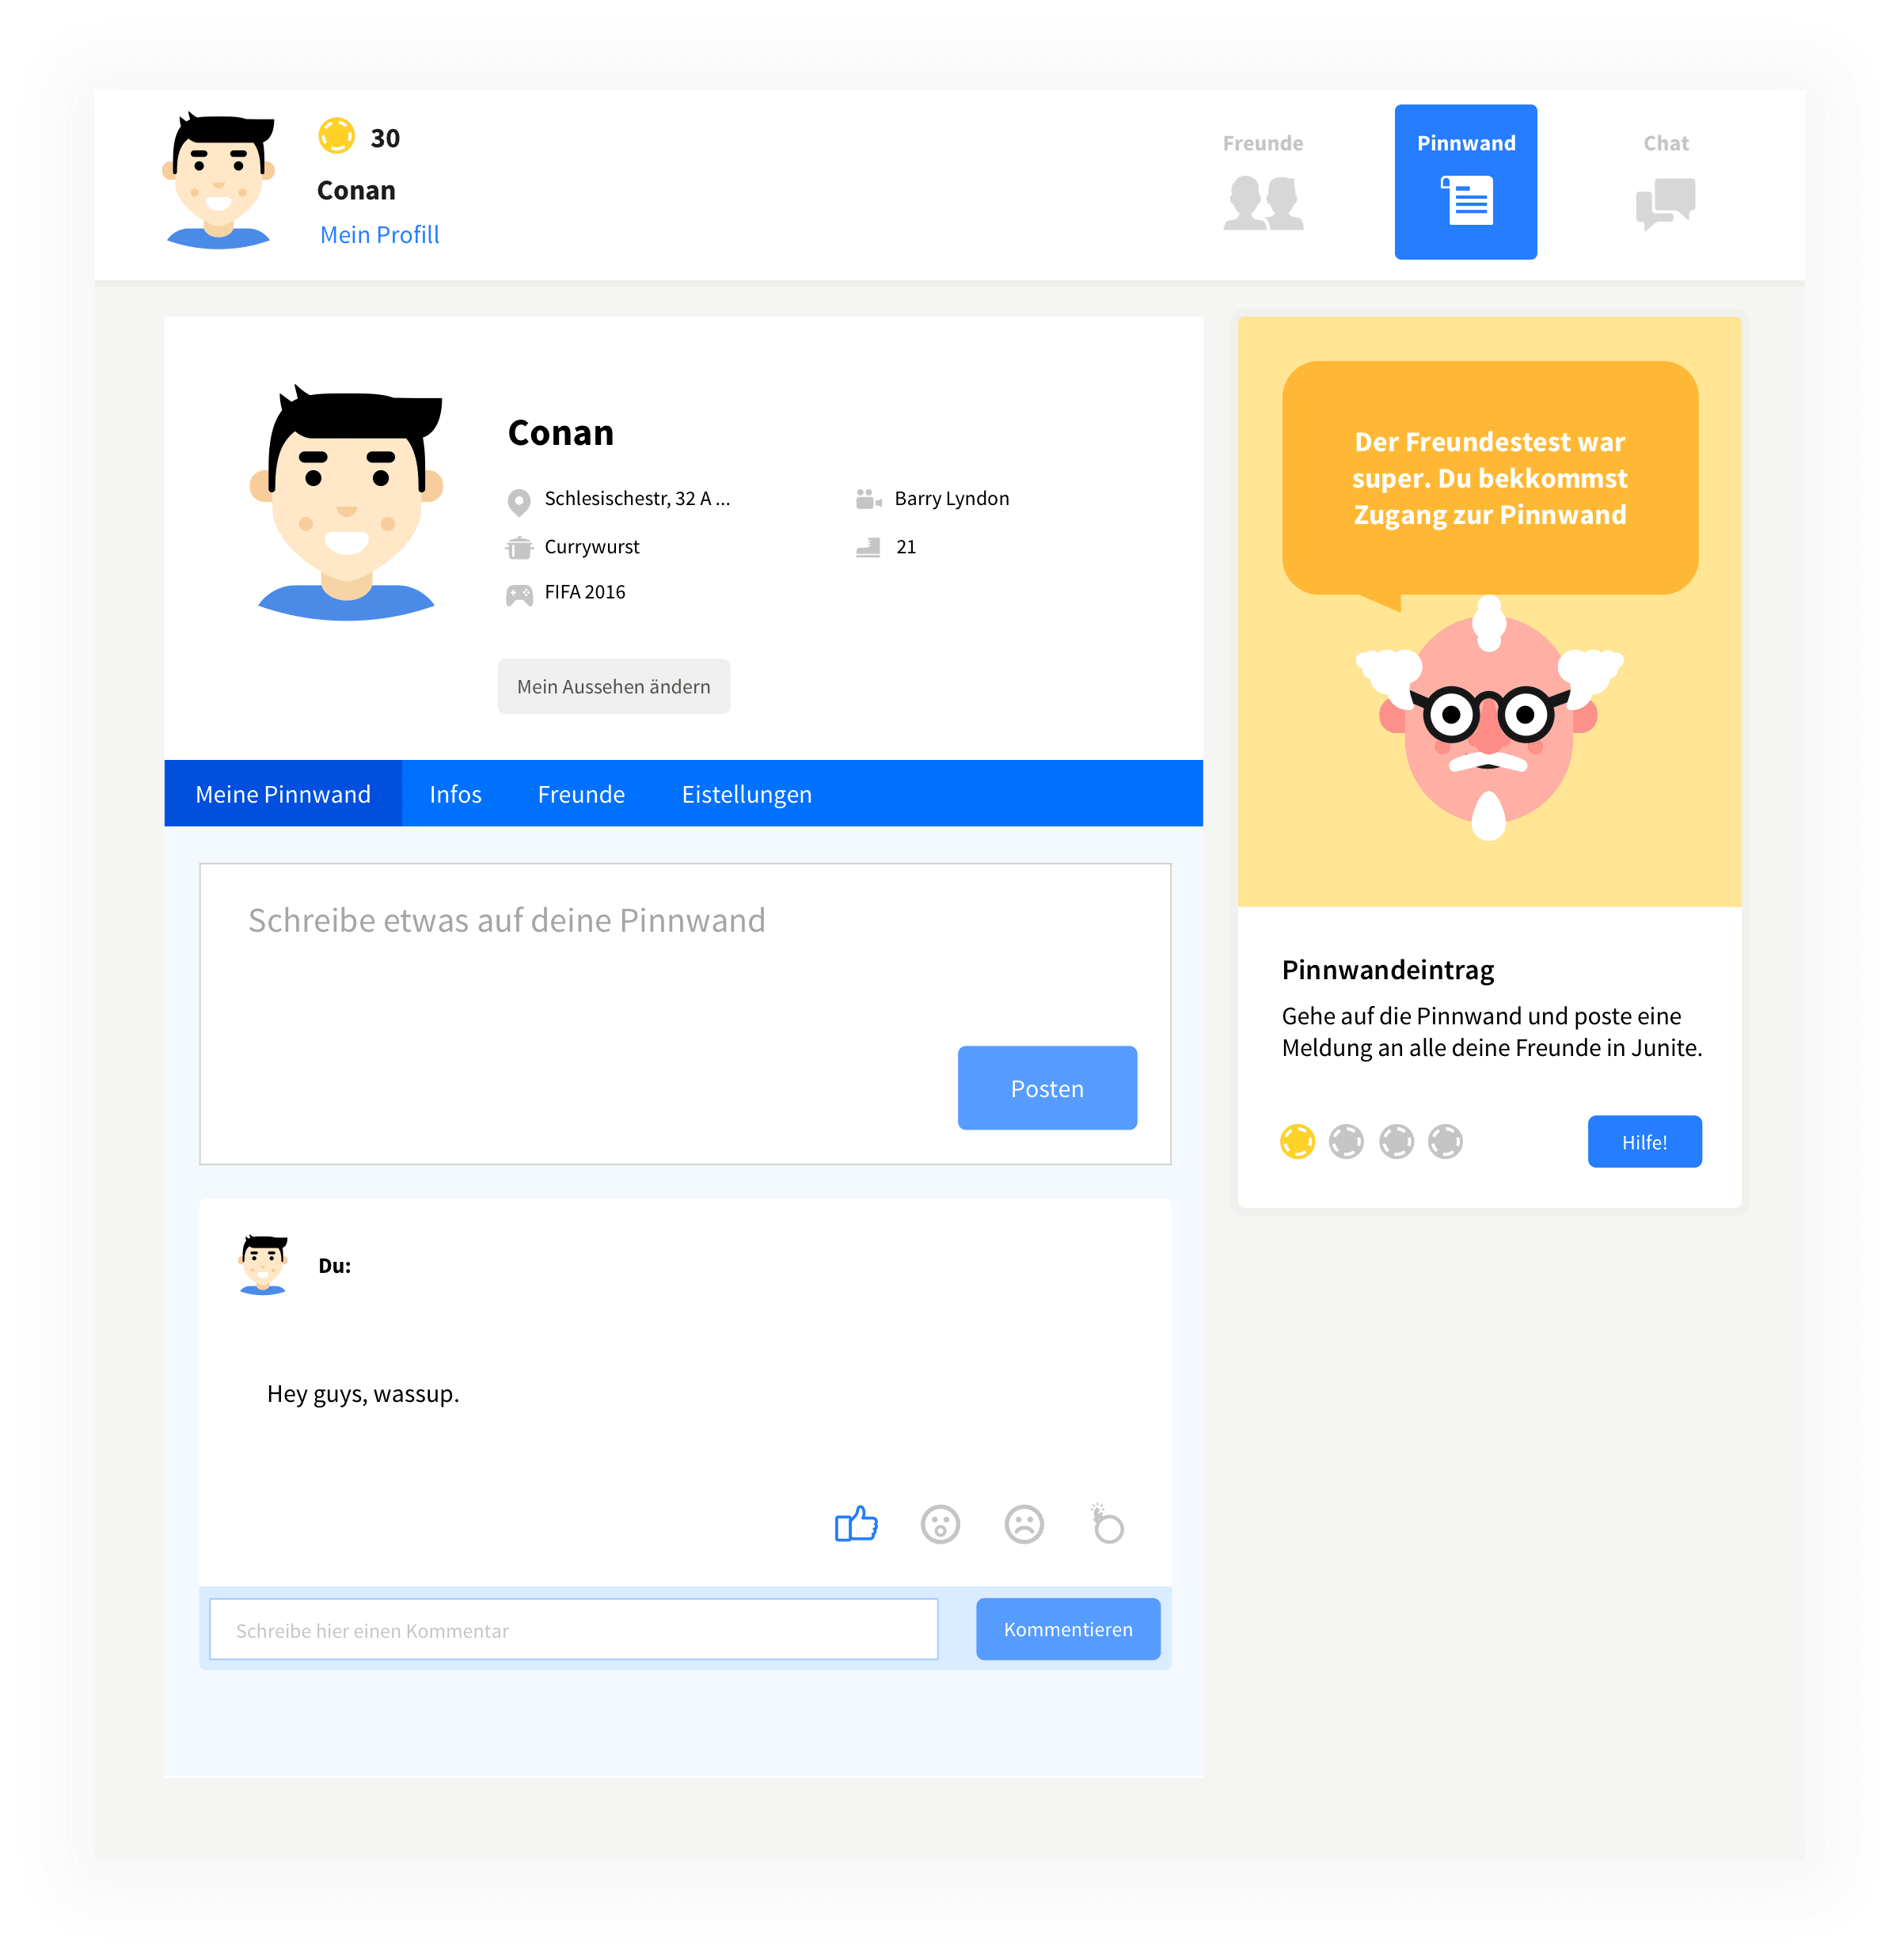 30
Conan
Mein Profill
Freunde
Pinnwand
Chat
Conan
Schlesischestr, 32 A ...
Barry Lyndon
Currywurst
21
FIFA 2016
Mein Aussehen ändern
Meine Pinnwand
Infos
Freunde
Eistellungen
Schreibe etwas auf deine Pinnwand
Posten
Du:
Hey guys, wassup.
Schreibe hier einen Kommentar
Kommentieren
Der Freundestest war
super. Du bekkommst
Zugang zur Pinnwand
Pinnwandeintrag
Gehe auf die Pinnwand und poste eine
Meldung an alle deine Freunde in Junite.
Hilfe!